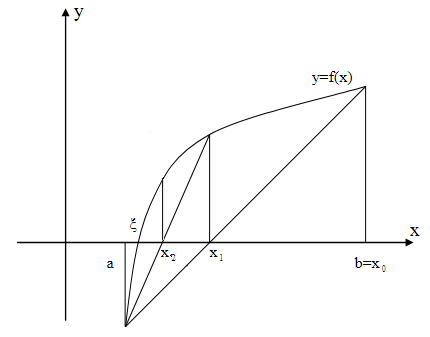 y
y=f(x)
ξ
x
a
x₂
x₁
b=x₀